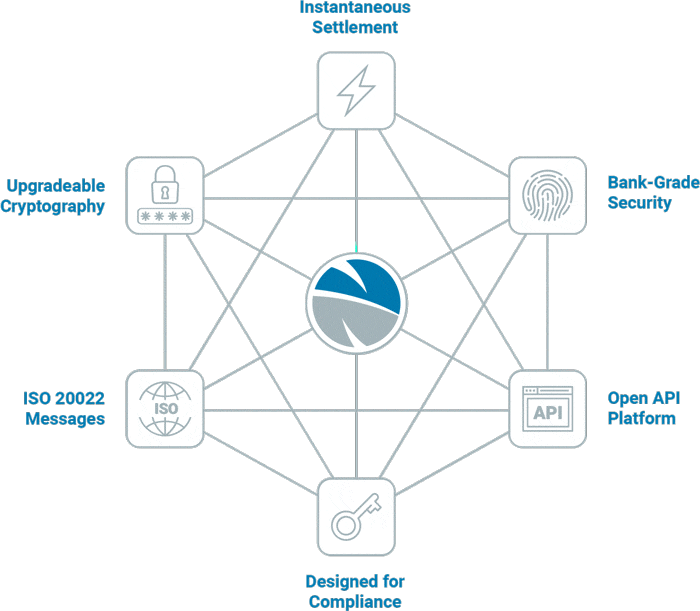 Instantaneous
Settlement
Upgradeable
Cryptography
****
Bank-Grade
Security
ISO 20022
Messages
ISO
API
Open API
Platform
Designed for
Compliance